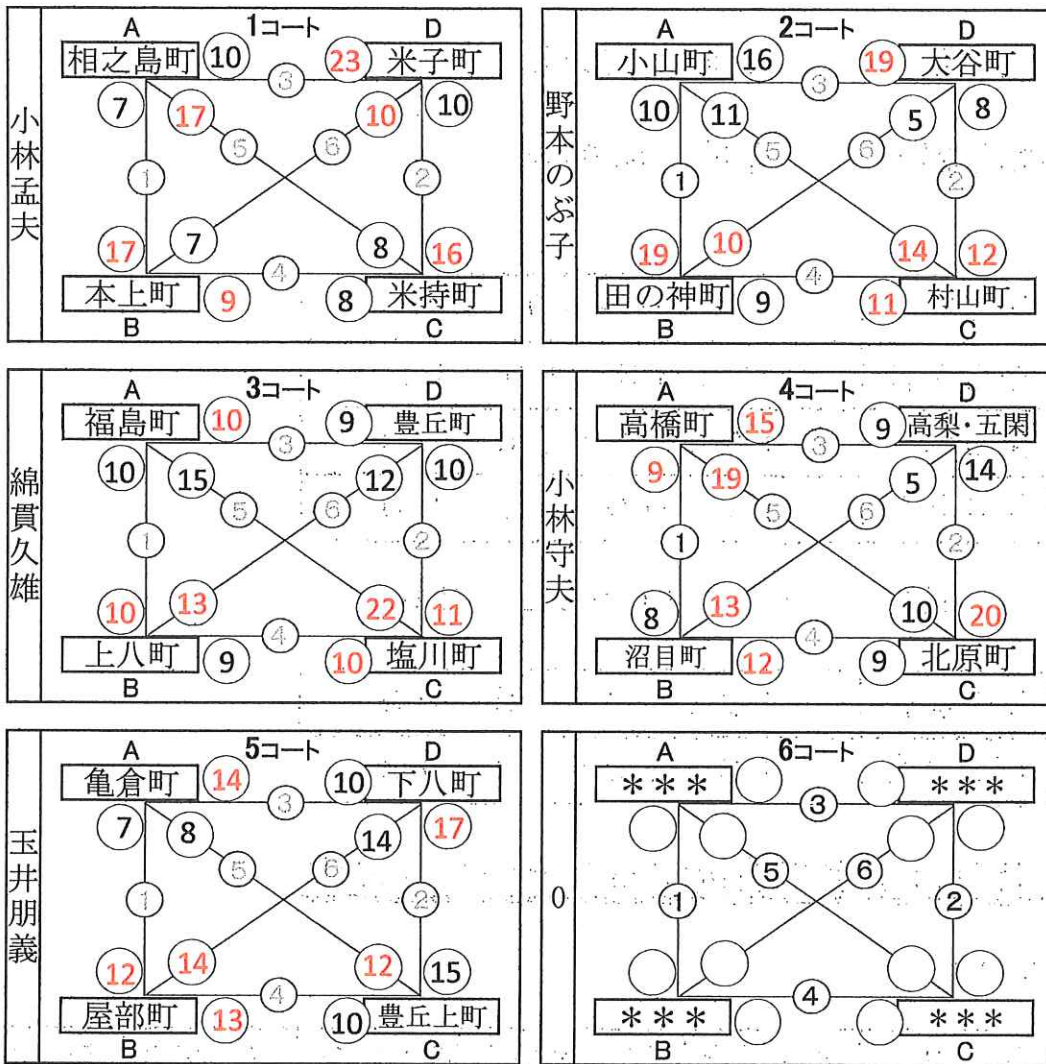 小林孟夫
A 1コート D
相之島町 10 ③ 23 米子町
7 17 ⑤ ⑥ 10 10
① ②
17 7 8 16
本上町 9 ④ 8 米持町
B C
野本のぶ子
A 2コート D
小山町 16 ③ 19 大谷町
10 11 ⑤ ⑥ 5 8
① ②
19 10 14 12
田の神町 9 ④ 11 村山町
B C
綿貫久雄
A 3コート D
福島町 10 ③ 9 豊丘町
10 15 ⑤ ⑥ 12 10
① ②
10 13 22 11
上八町 9 ④ 10 塩川町
B C
小林守夫
A 4コート D
高橋町 15 ③ 9 高梨・五閑
9 19 ⑤ ⑥ 5 14
① ②
8 13 10 20
沼目町 12 ④ 9 北原町
B C
玉井朋義
A 5コート D
亀倉町 14 ③ 10 下八町
7 8 ⑤ ⑥ 14 17
① ②
12 14 12 15
屋部町 13 ④ 10 豊丘上町
B C
0
A 6コート D
*** ③ ***
⑤ ⑥
① ②
*** ④ ***
B C